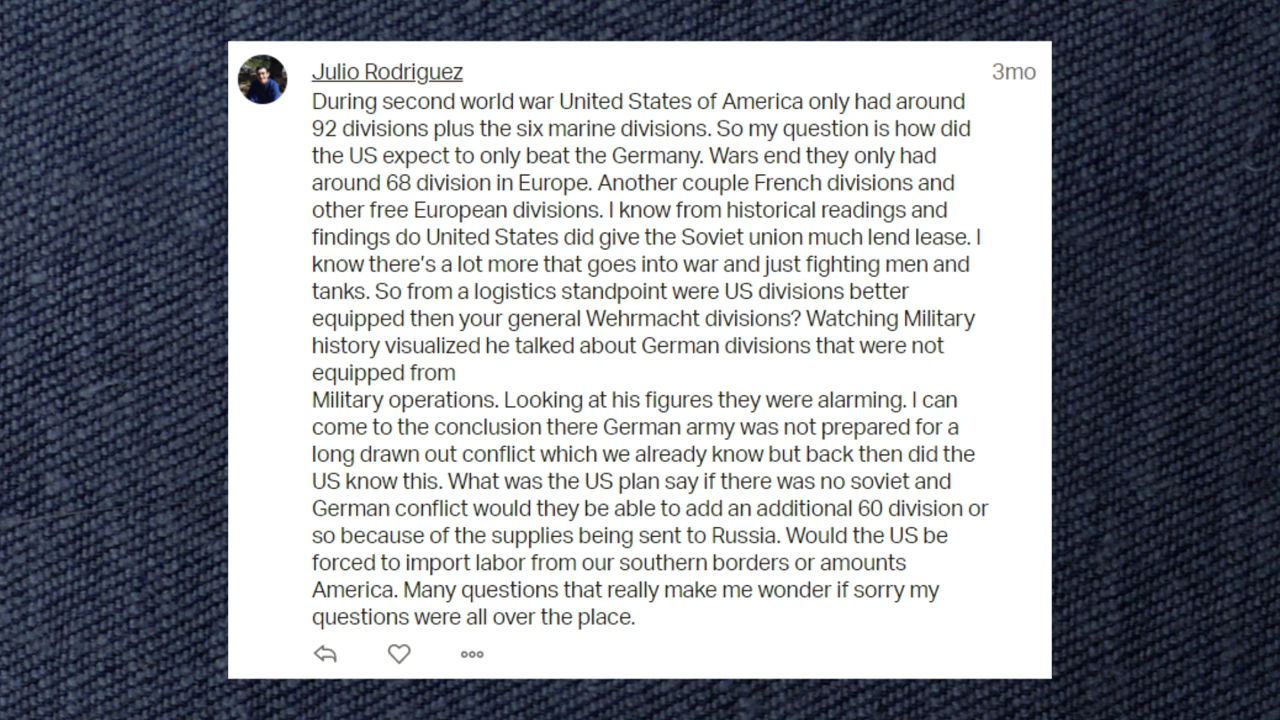 Julio Rodriguez
3mo
During second world war United States of America only had around
92 divisions plus the six marine divisions. So my question is how did
the US expect to only beat the Germany. Wars end they only had
around 68 division in Europe. Another couple French divisions and
other free European divisions. I know from historical readings and
findings do United States did give the Soviet union much lend lease. I
know there's a lot more that goes into war and just fighting men and
tanks. So from a logistics standpoint were US divisions better
equipped then your general Wehrmacht divisions? Watching Military
history visualized he talked about German divisions that were not
equipped from
Military operations. Looking at his figures they were alarming. I can
come to the conclusion there German army was not prepared for a
long drawn out conflict which we already know but back then did the
US know this. What was the US plan say if there was no soviet and
German conflict would they be able to add an additional 60 division or
so because of the supplies being sent to Russia. Would the US be
forced to import labor from our southern borders or amounts
America. Many questions that really make me wonder if sorry my
questions were all over the place.